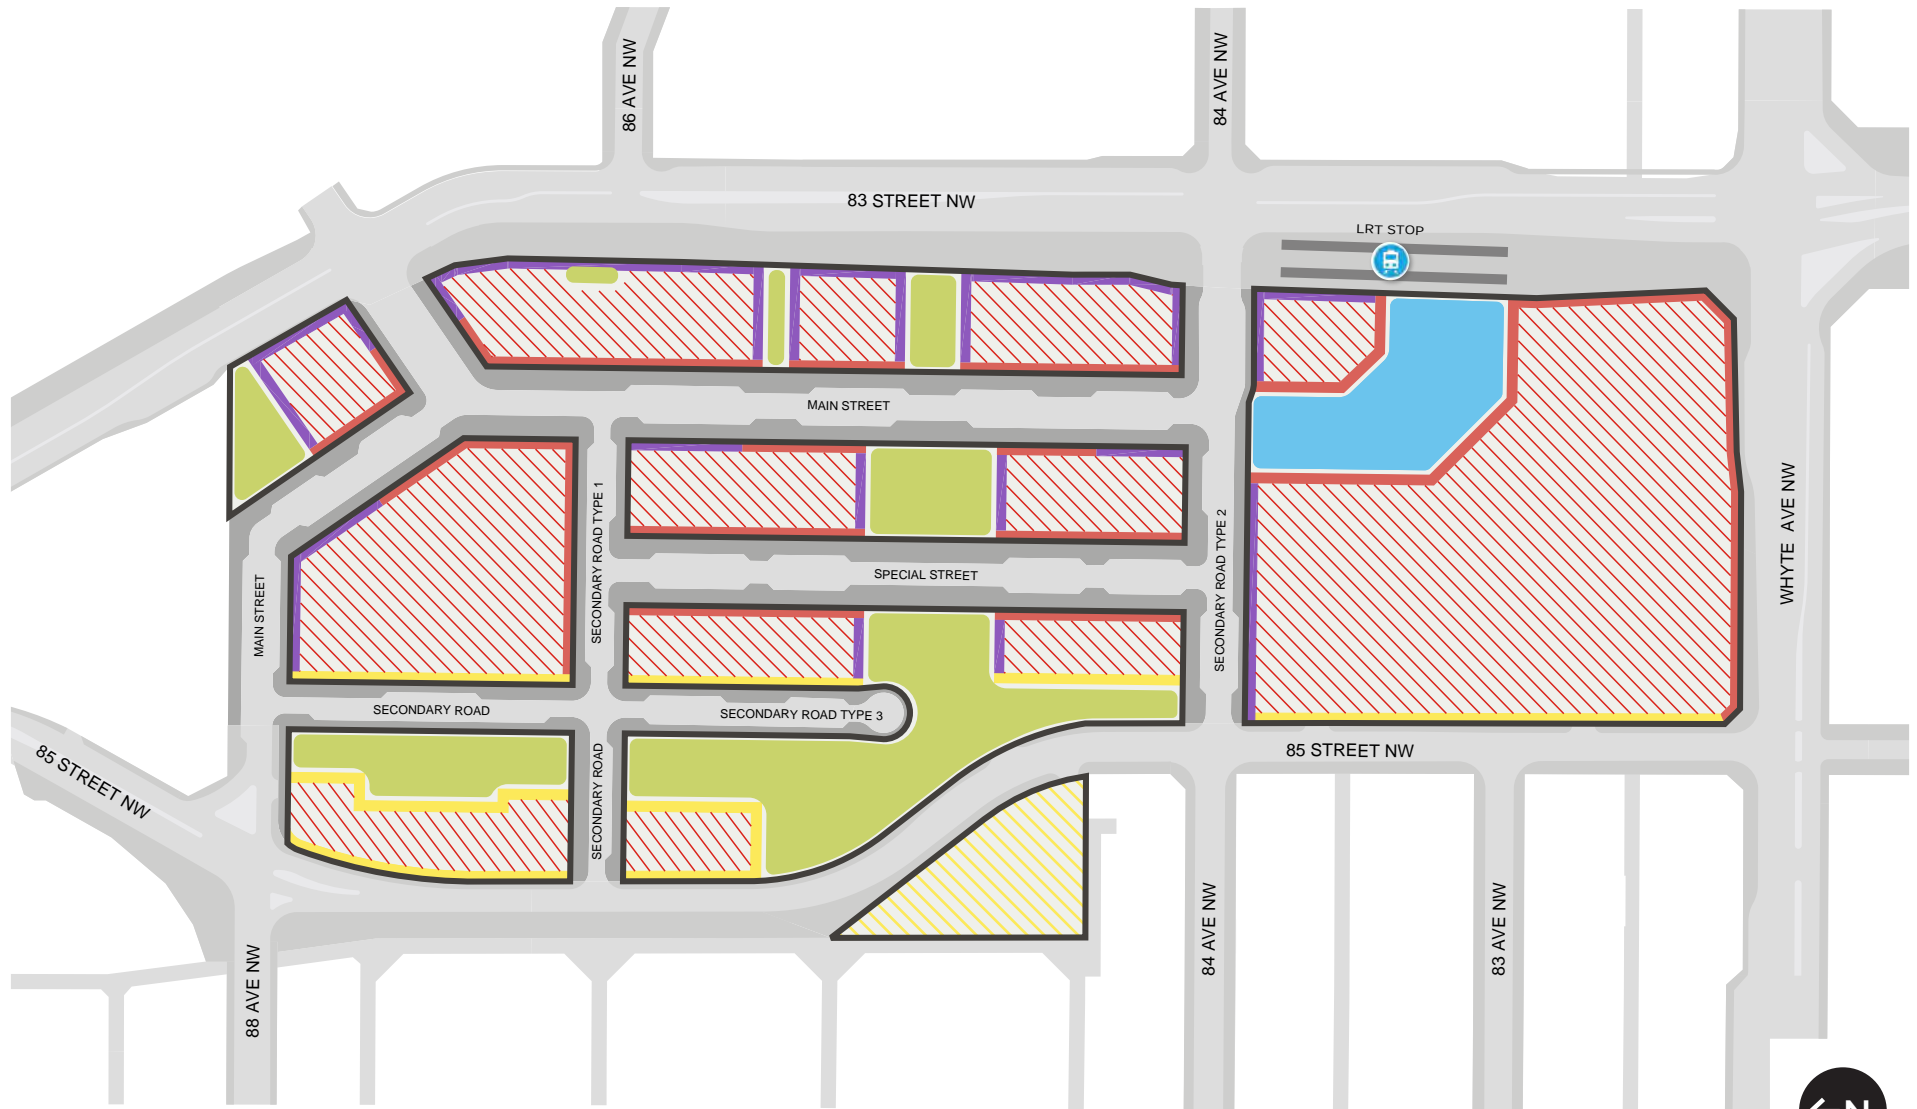 86 AVE NW
84 AVE NW
83 STREET NW
LRT STOP
MAIN STREET
SECONDARY ROAD TYPE 1
SPECIAL STREET
SECONDARY ROAD TYPE 2
WHYTE AVE NW
MAIN STREET
SECONDARY ROAD
SECONDARY ROAD TYPE 3
85 STREET NW
85 STREET NW
SECONDARY ROAD
88 AVE NW
84 AVE NW
83 AVE NW
N